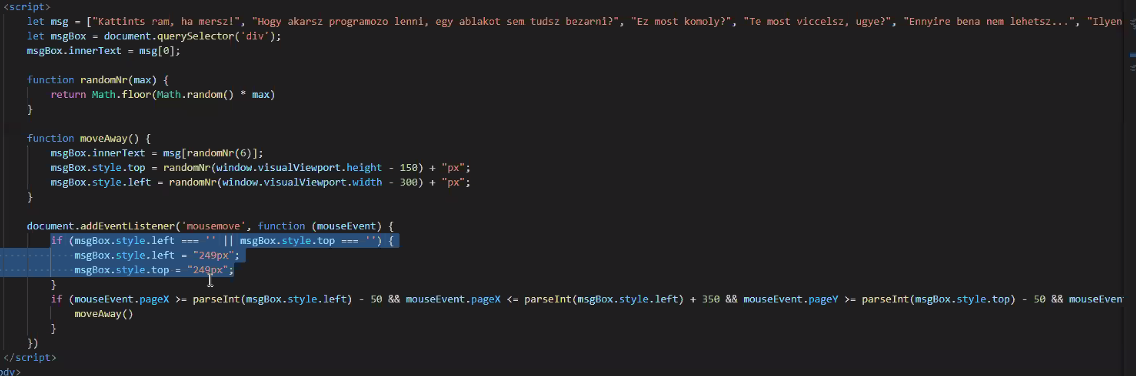 <script>
let msg = ["Kattints ram, ha mersz!", "Hogy akarsz programozo lenni, egy ablakot sem tudsz bezarni?", "Ez most komoly?", "Te most viccelsz, ugye?", "Ennyire bena nem lehetsz...", "Ilyen
let msgBox = document.querySelector('div');
msgBox.innerText = msg[0];
function randomNr(max) {
return Math.floor(Math.random() * max)
}
function moveAway() {
msgBox.innerText = msg[randomNr(6)];
msgBox.style.top = randomNr(window.visualViewport.height - 150) + "px";
msgBox.style.left = randomNr(window.visualViewport.width - 300) + "px";
}
document.addEventListener('mousemove', function (mouseEvent) {
if (msgBox.style.left === '' || msgBox.style.top === '') {
msgBox.style.left = "249px";
msgBox.style.top = "249px";
}
if (mouseEvent.pageX >= parseInt(msgBox.style.left) - 50 && mouseEvent.pageX <= parseInt(msgBox.style.left) + 350 && mouseEvent.pageY >= parseInt(msgBox.style.top) - 50 && mouseEven
moveAway()
}
})
</script>
ody>